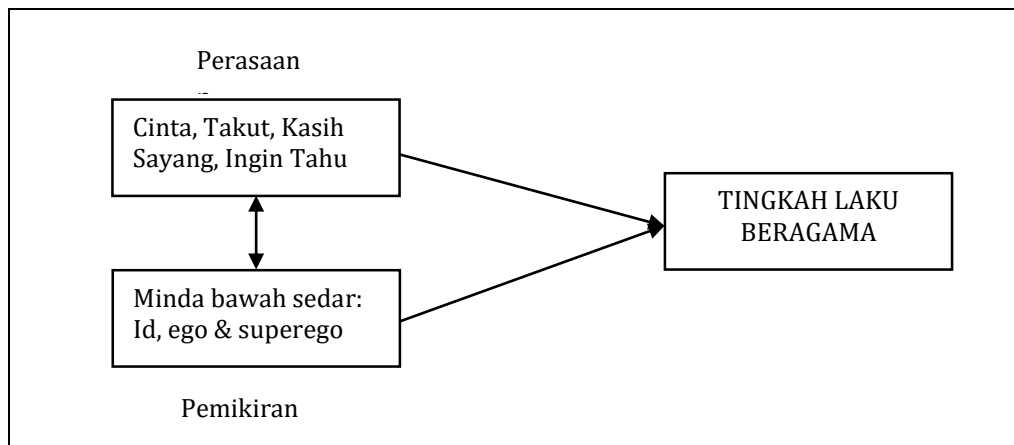 Perasaan
Cinta, Takut, Kasih
Sayang, Ingin Tahu
TINGKAH LAKU
BERAGAMA
Minda bawah sedar:
Id, ego & superego
Pemikiran